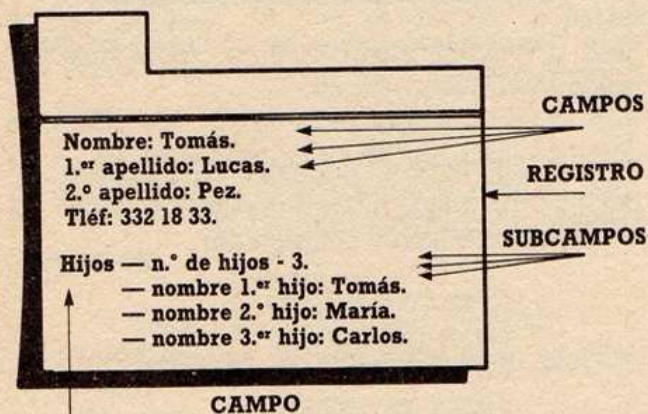 CAMPOS
Nombre: Tomás.
1.er apellido: Lucas.
2.º apellido: Pez.
Tléf: 332 18 33.
REGISTRO
SUBCAMPOS
Hijos — n.º de hijos - 3.
— nombre 1.er hijo: Tomás.
— nombre 2.º hijo: María.
— nombre 3.er hijo: Carlos.
CAMPO